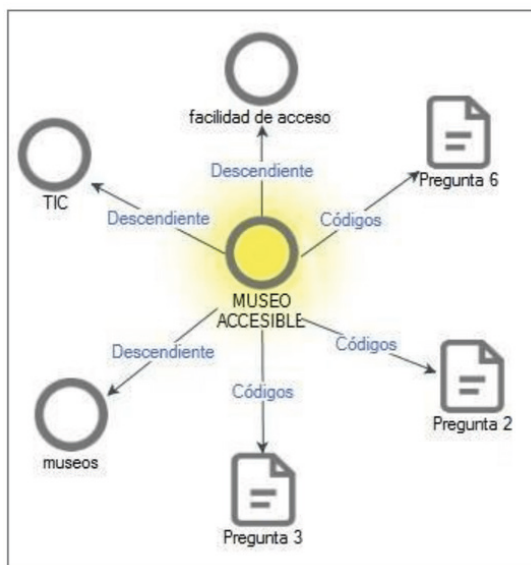 facilidad de acceso
Pregunta 6
TIC
Descendiente
Descendiente
Códigos
MUSEO
ACCESIBLE
Descendiente
Códigos
Códigos
Pregunta 2
museos
Pregunta 3